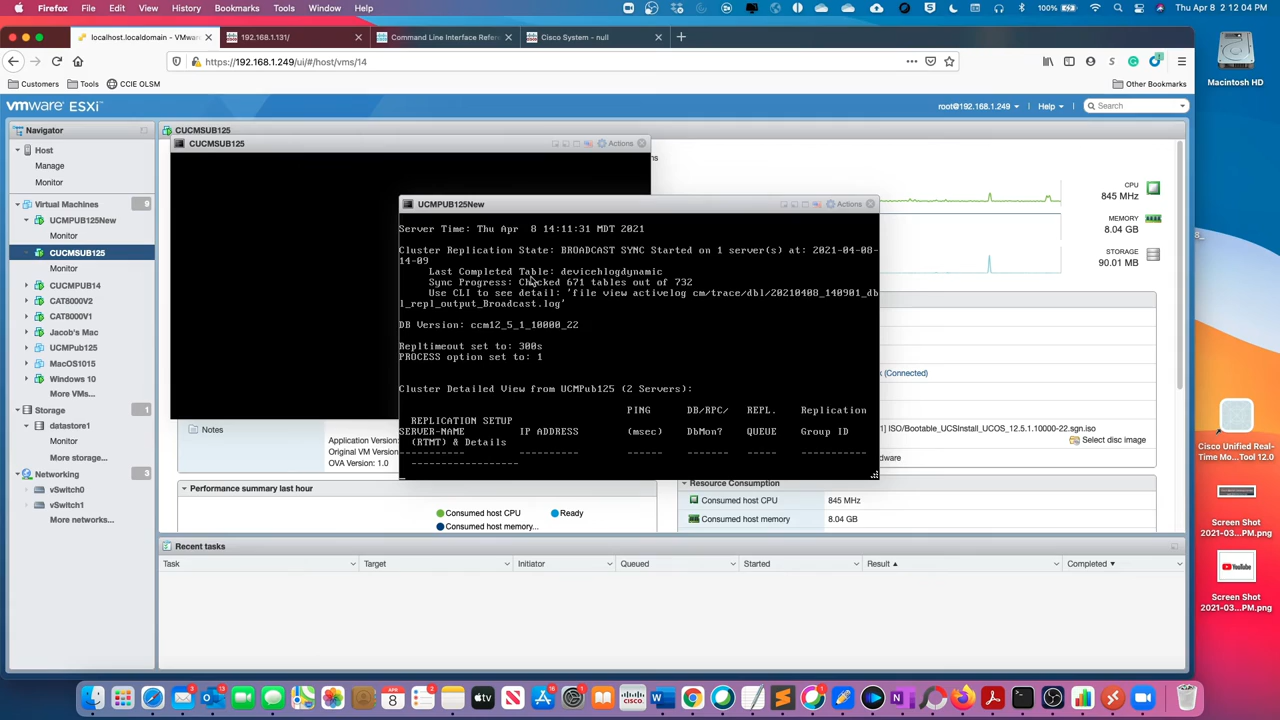 Firefox File Edit View History Bookmarks Tools Window Help
100% Thu Apr 8 2:12:04 PM
localhost.localdomain - VMwar
192.168.1.131/
Command Line Interface Refere
Cisco System - null
https://192.168.1.249/ui/#/host/vms/14
Customers Tools CCIE OLSM
Other Bookmarks
Macintosh HD
vmware ESXi
root@192.168.1.249 Help Search
Navigator
CUCMSUB125
Host
Manage
Monitor
Virtual Machines 9
UCMPUB125New
Monitor
CUCMSUB125
Monitor
CUCMPUB14
CAT8000V2
CAT8000V1
Jacob's Mac
UCMPub125
MacOS1015
Windows 10
More VMs...
Storage 1
datastore1
Monitor
More storage...
Networking 3
vSwitch0
vSwitch1
More networks...
CUCMSUB125 Actions
UCMPUB125New Actions
Server Time: Thu Apr 8 14:11:31 MDT 2021
Cluster Replication State: BROADCAST SYNC Started on 1 server(s) at: 2021-04-08-
14-09
Last Completed Table: devicehlogdynamic
Sync Progress: Checked 671 tables out of 732
Use CLI to see detail: 'file view activelog cm/trace/dbl/20210408_140901_db
l_repl_output_Broadcast.log'
DB Version: ccm12_5_1_10000_22
Repltimeout set to: 300s
PROCESS option set to: 1
Cluster Detailed View from UCMPub125 (2 Servers):
PING DB/RPC/ REPL. Replication
REPLICATION SETUP
SERVER-NAME IP ADDRESS (msec) DbMon? QUEUE Group ID
(RTMT) & Details
----------- ---------- ------ ------- ----- -----------
------------------
CPU
845 MHz
MEMORY
8.04 GB
STORAGE
90.01 MB
(Connected)
] ISO/Bootable_UCSInstall_UCOS_12.5.1.10000-22.sgn.iso
Select disc image
Notes
Application Version:
Original VM Version:
OVA Version: 1.0
Performance summary last hour
Consumed host CPU Ready
Consumed host memory...
Resource Consumption
Consumed host CPU 845 MHz
Consumed host memory 8.04 GB
Recent tasks
Task Target Initiator Queued Started Result Completed
Cisco Unified Real-
Time Mo...Tool 12.0
Screen Shot
2021-03...PM.png
YouTube
Screen Shot
2021-03...PM.png